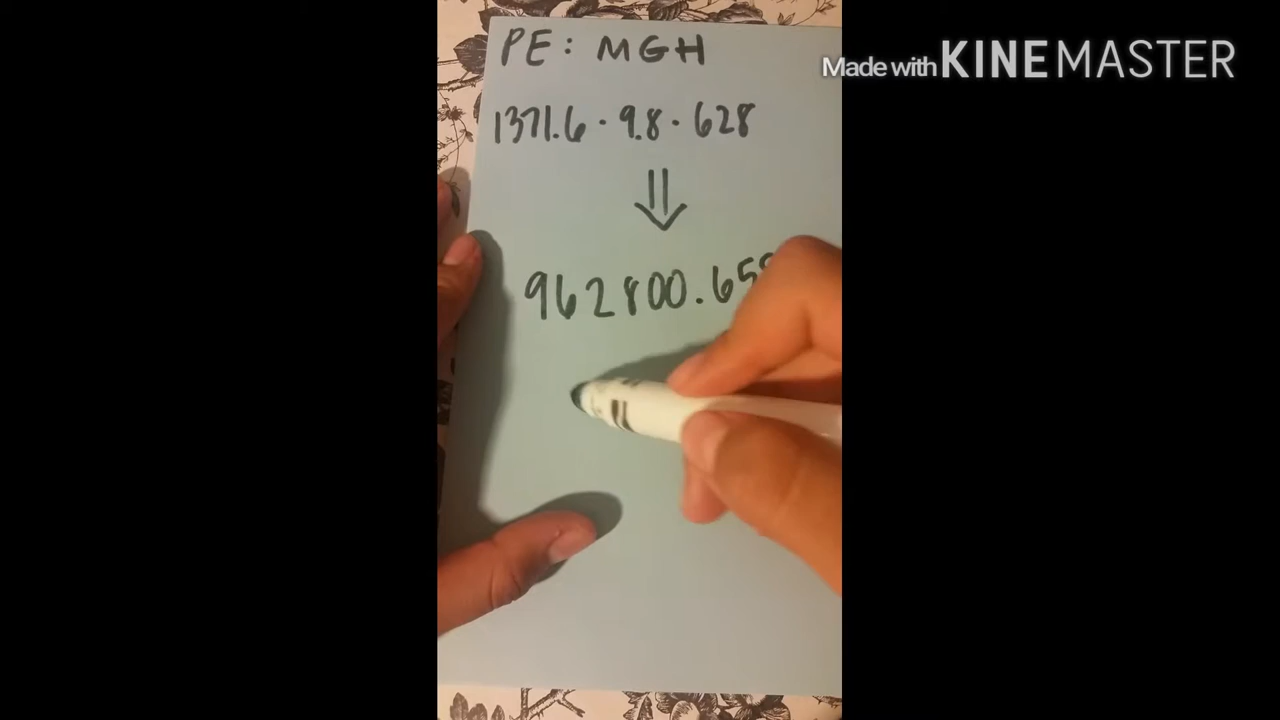 PE: MGH
1371.6 · 9.8 · 628
⇓
962800.65
Made with KINEMASTER